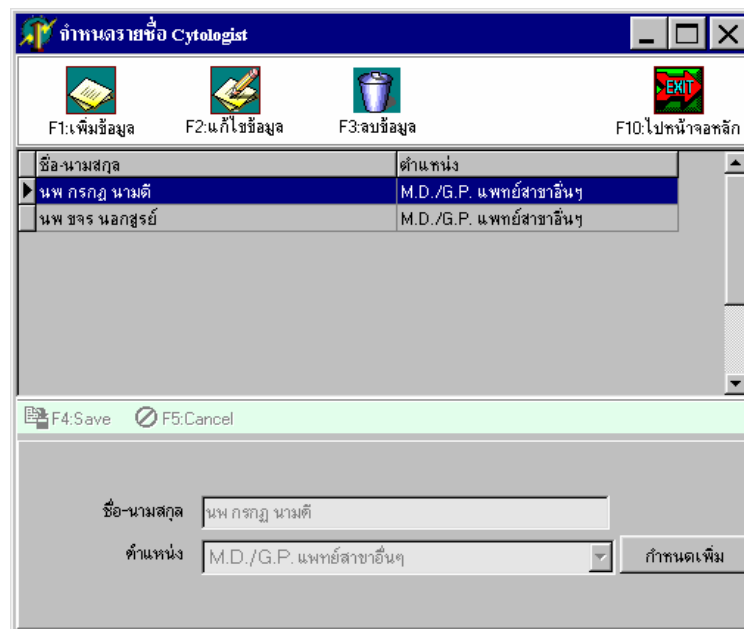 กำหนดรายชื่อ Cytologist
F1:เพิ่มข้อมูล F2:แก้ไขข้อมูล F3:ลบข้อมูล EXIT F10:ไปหน้าจอหลัก
ชื่อ-นามสกุล ตำแหน่ง
นพ กรกฎ นามดี M.D./G.P. แพทย์สาขาอื่นๆ
นพ ขจร นอกสูรย์ M.D./G.P. แพทย์สาขาอื่นๆ
F4:Save F5:Cancel
ชื่อ-นามสกุล นพ กรกฎ นามดี
ตำแหน่ง M.D./G.P. แพทย์สาขาอื่นๆ กำหนดเพิ่ม